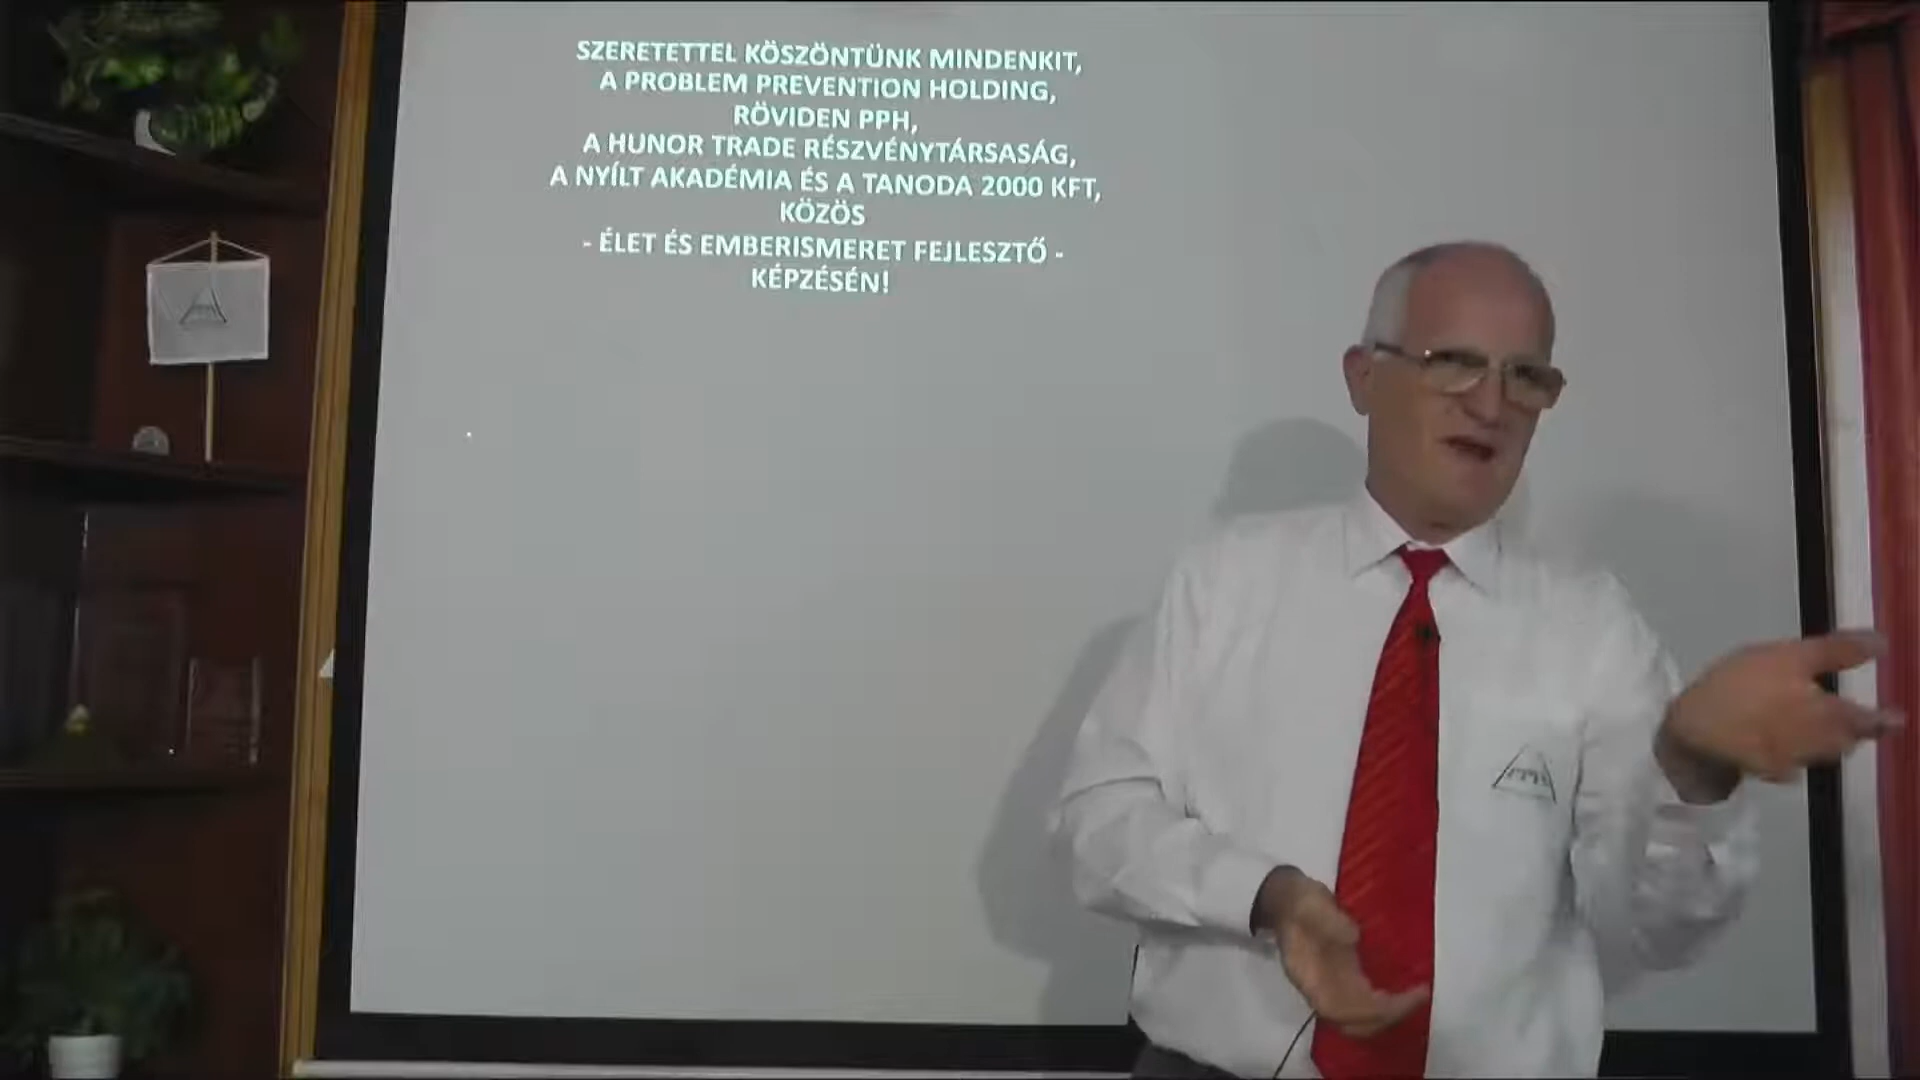 SZERETETTEL KÖSZÖNTÜNK MINDENKIT,
A PROBLEM PREVENTION HOLDING,
RÖVIDEN PPH,
A HUNOR TRADE RÉSZVÉNYTÁRSASÁG,
A NYÍLT AKADÉMIA ÉS A TANODA 2000 KFT,
KÖZÖS
- ÉLET ÉS EMBERISMERET FEJLESZTŐ -
KÉPZÉSÉN!
PPH